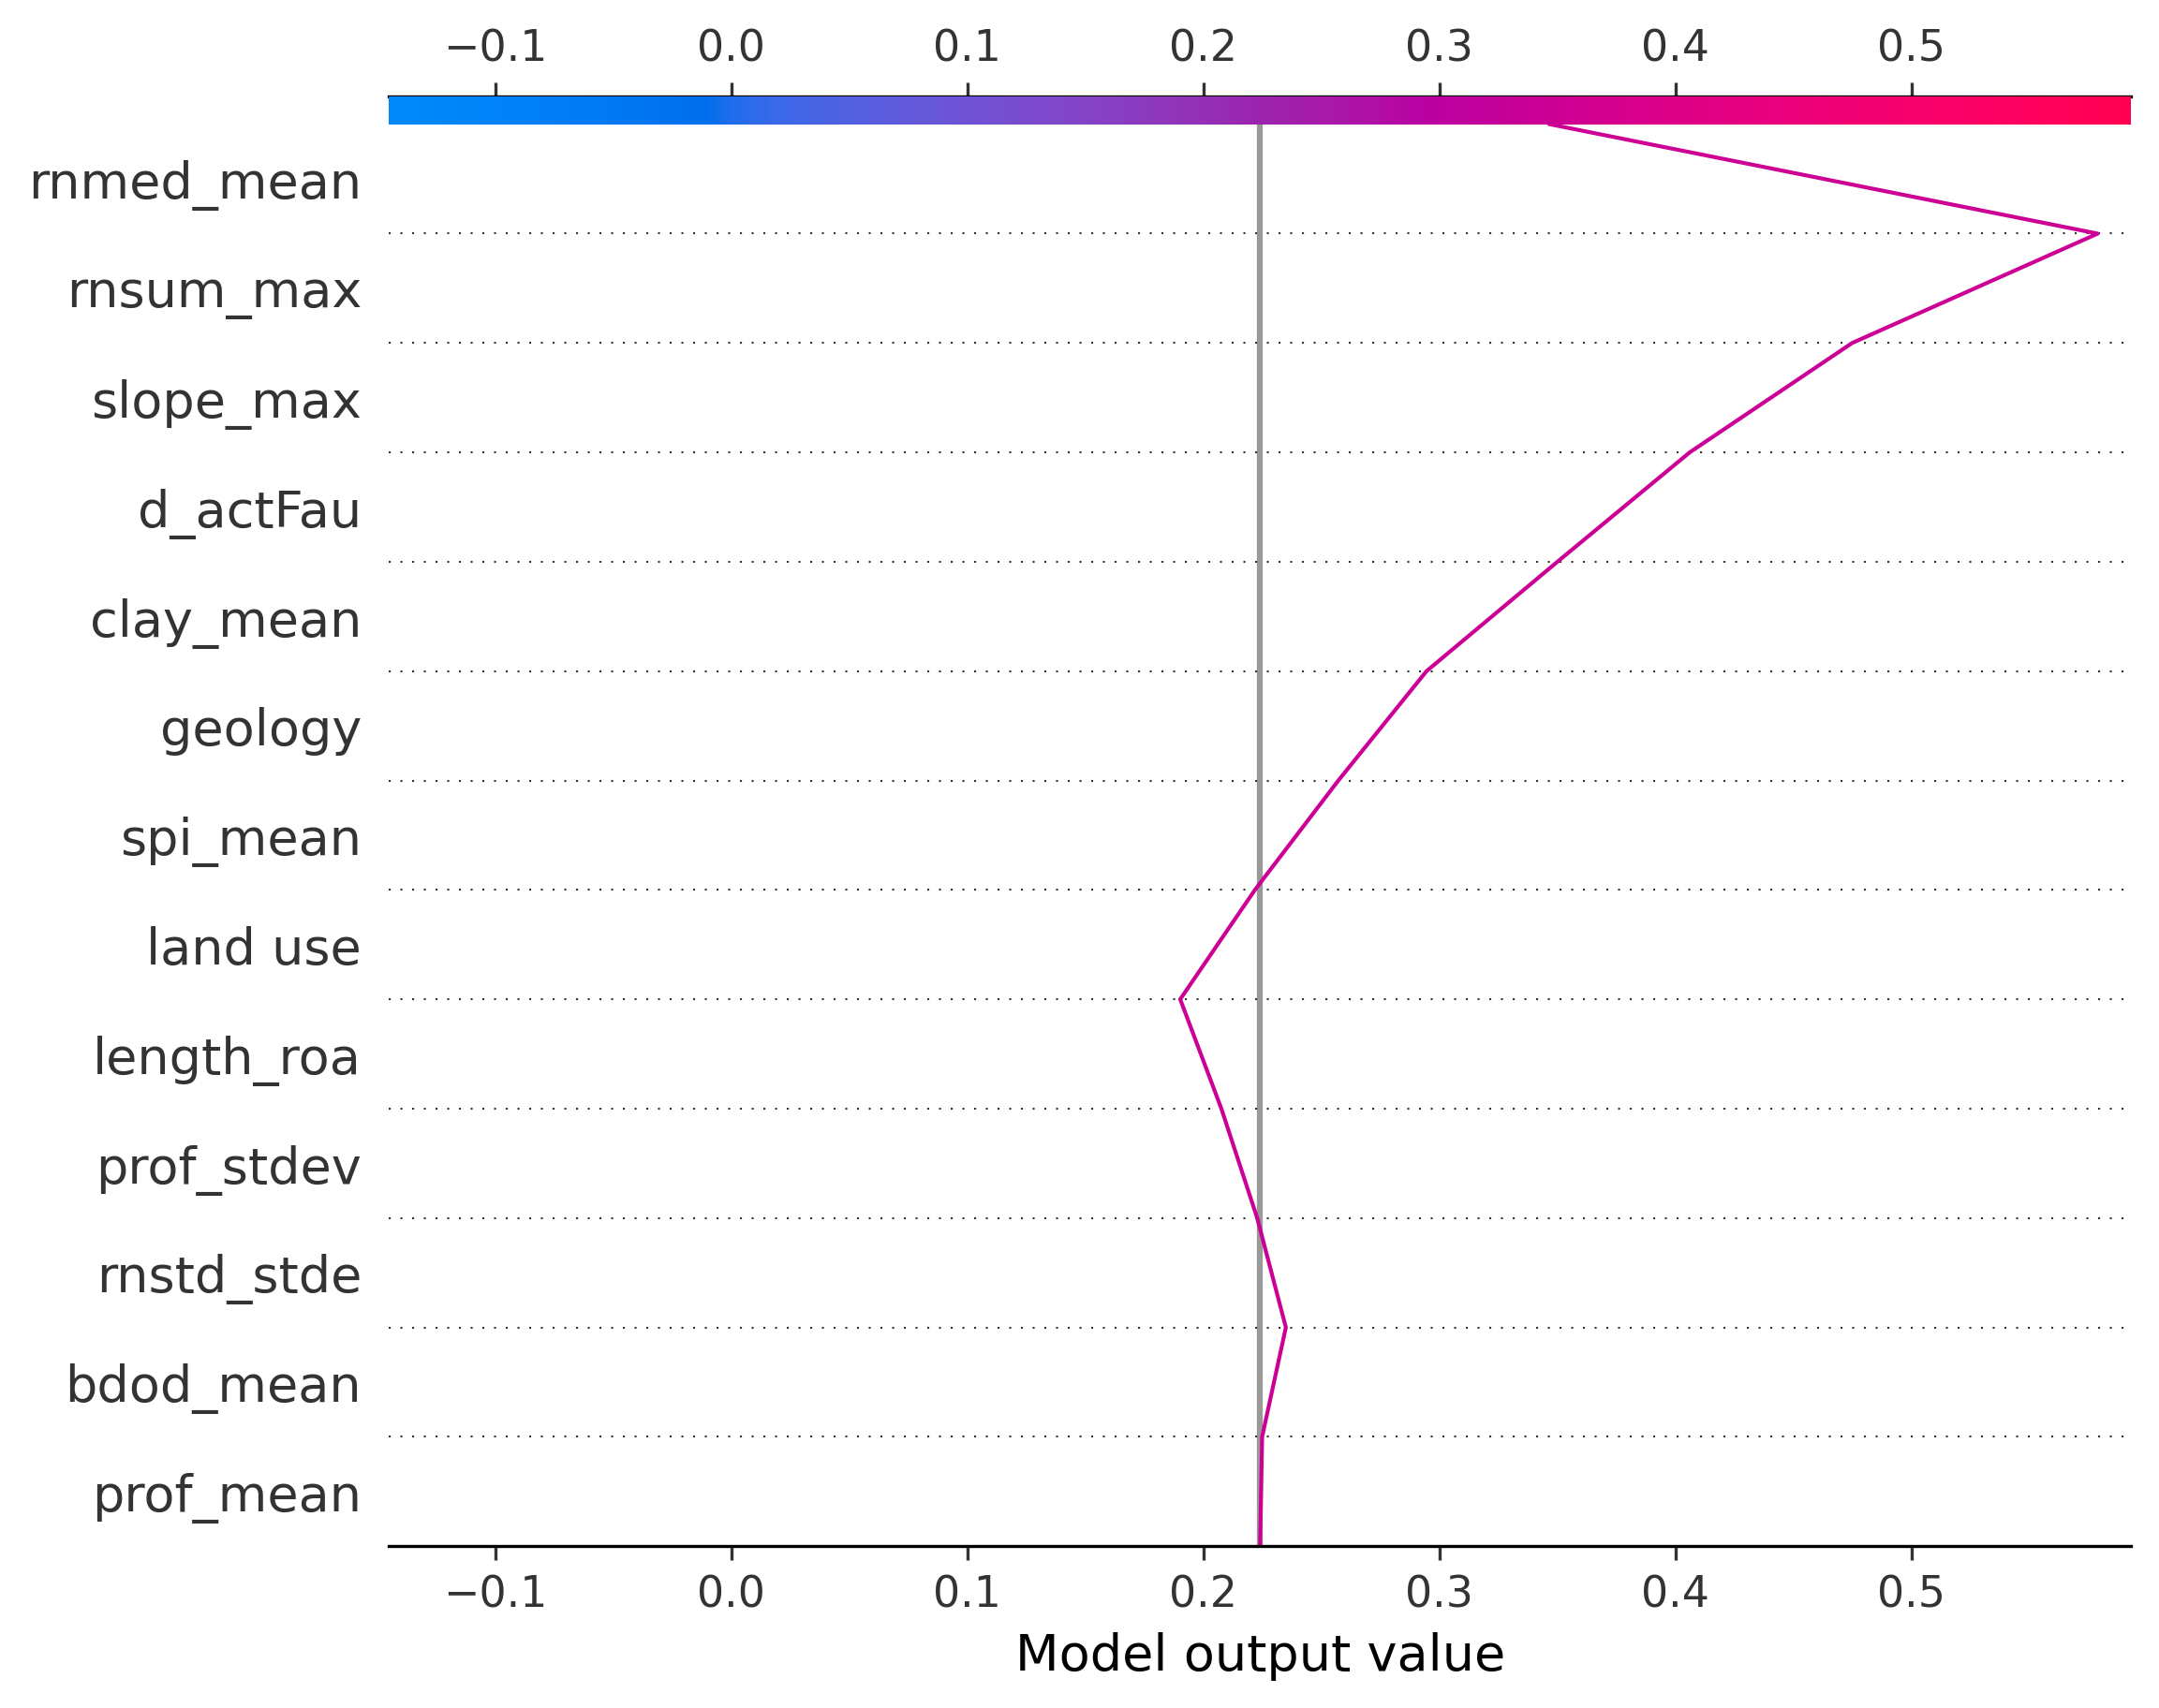 −0.1 0.0 0.1 0.2 0.3 0.4 0.5
rnmed_mean
rnsum_max
slope_max
d_actFau
clay_mean
geology
spi_mean
land use
length_roa
prof_stdev
rnstd_stde
bdod_mean
prof_mean
−0.1 0.0 0.1 0.2 0.3 0.4 0.5
Model output value